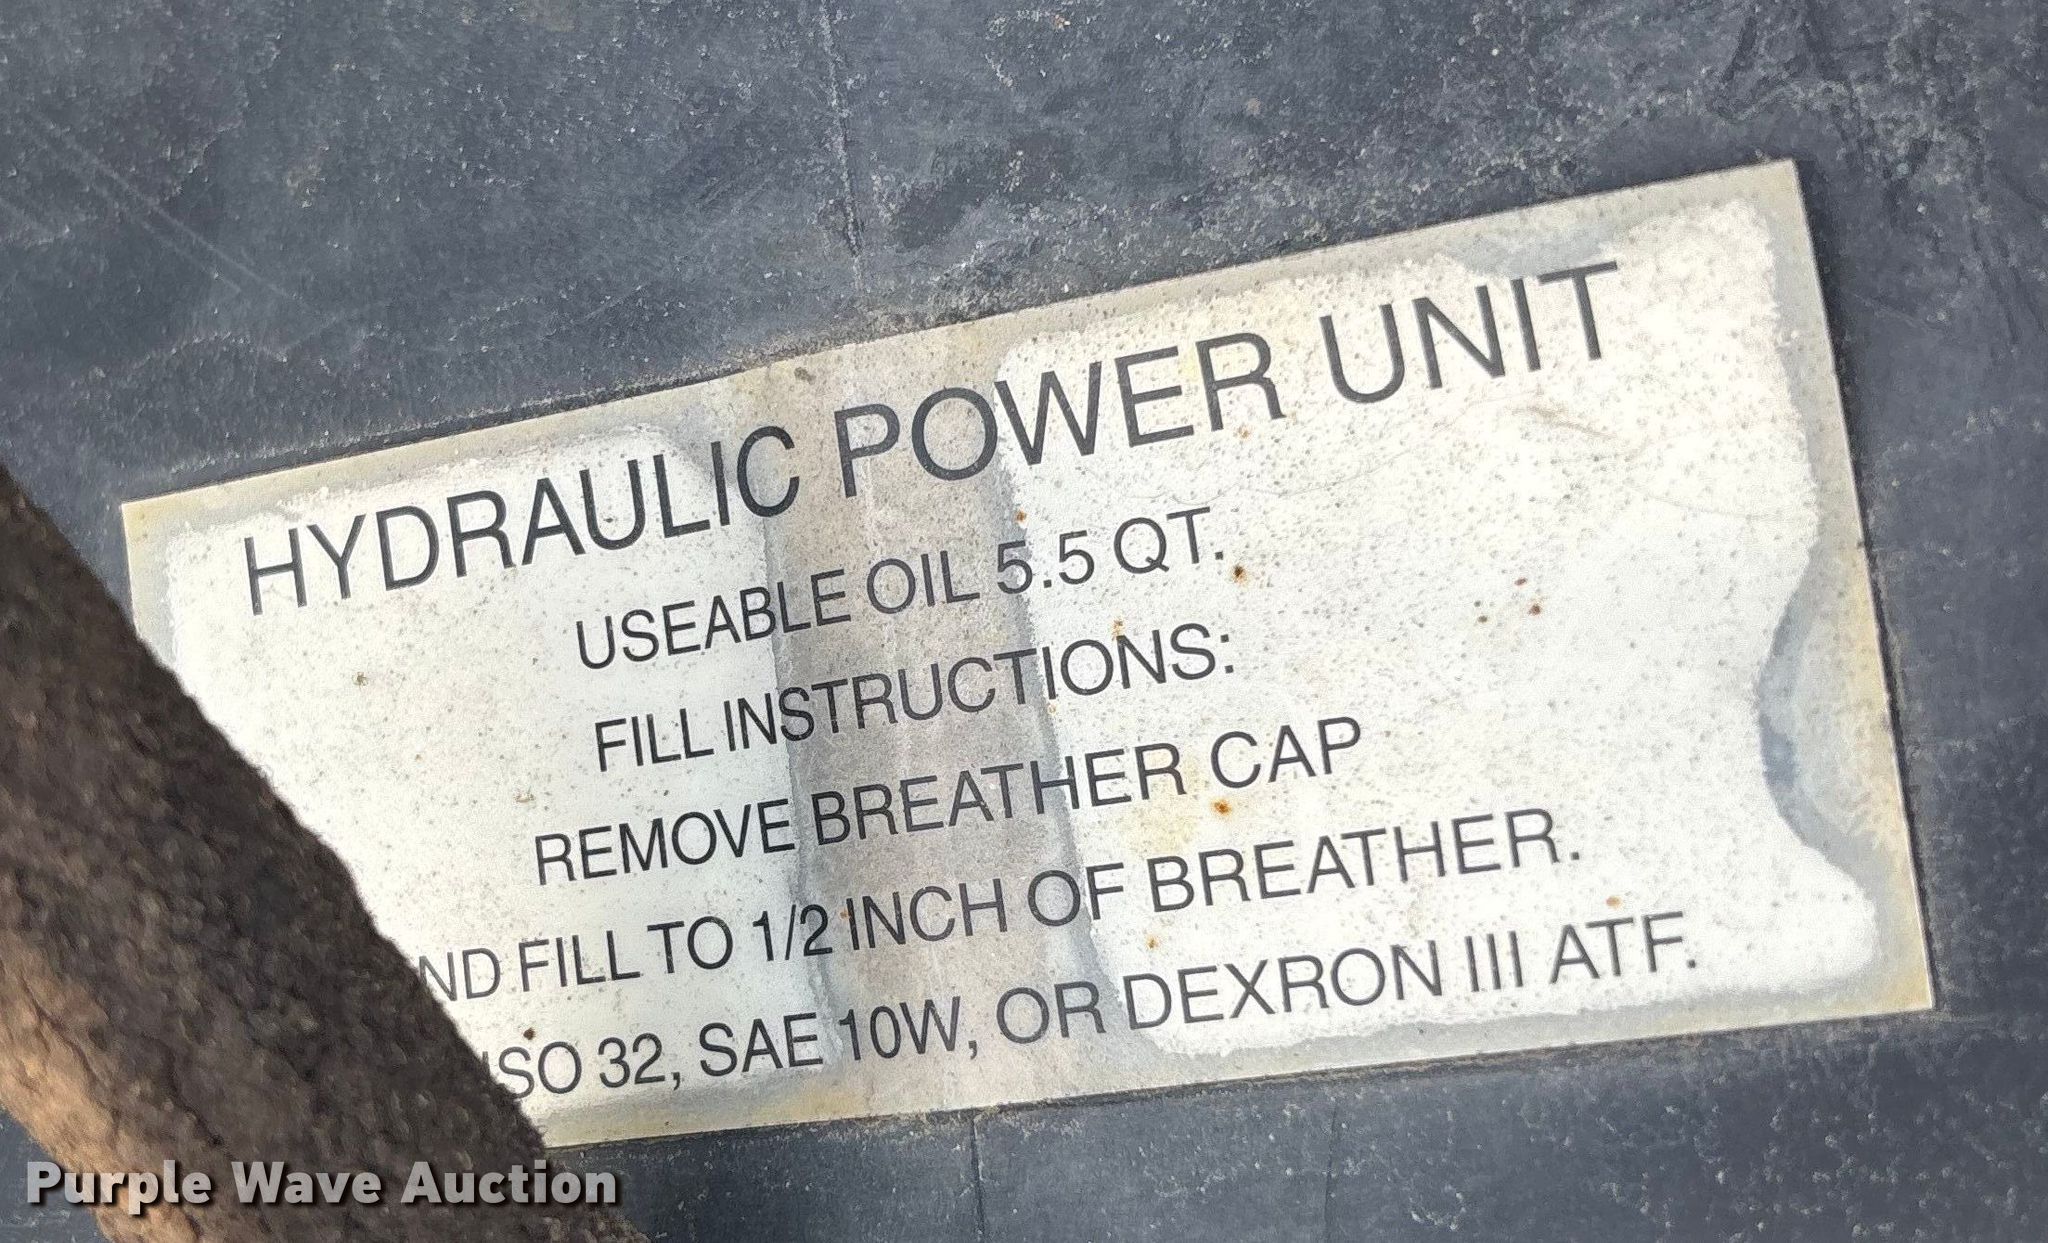 HYDRAULIC POWER UNIT
USEABLE OIL 5.5 QT.
FILL INSTRUCTIONS:
REMOVE BREATHER CAP
ND FILL TO 1/2 INCH OF BREATHER.
ISO 32, SAE 10W, OR DEXRON III ATF.
Purple Wave Auction